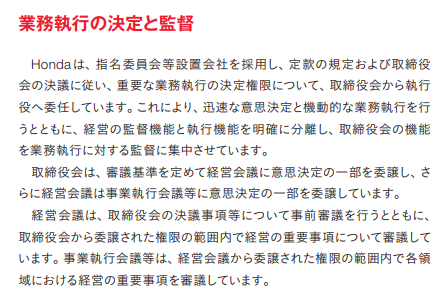 業務執行の決定と監督
Hondaは、指名委員会等設置会社を採用し、定款の規定および取締役
会の決議に従い、重要な業務執行の決定権限について、取締役会から執行
役へ委任しています。これにより、迅速な意思決定と機動的な業務執行を行
うとともに、経営の監督機能と執行機能を明確に分離し、取締役会の機能
を業務執行に対する監督に集中させています。
取締役会は、審議基準を定めて経営会議に意思決定の一部を委譲し、さ
らに経営会議は事業執行会議等に意思決定の一部を委譲しています。
経営会議は、取締役会の決議事項等について事前審議を行うとともに、
取締役会から委譲された権限の範囲内で経営の重要事項について審議して
います。事業執行会議等は、経営会議から委譲された権限の範囲内で各領
域における経営の重要事項を審議しています。